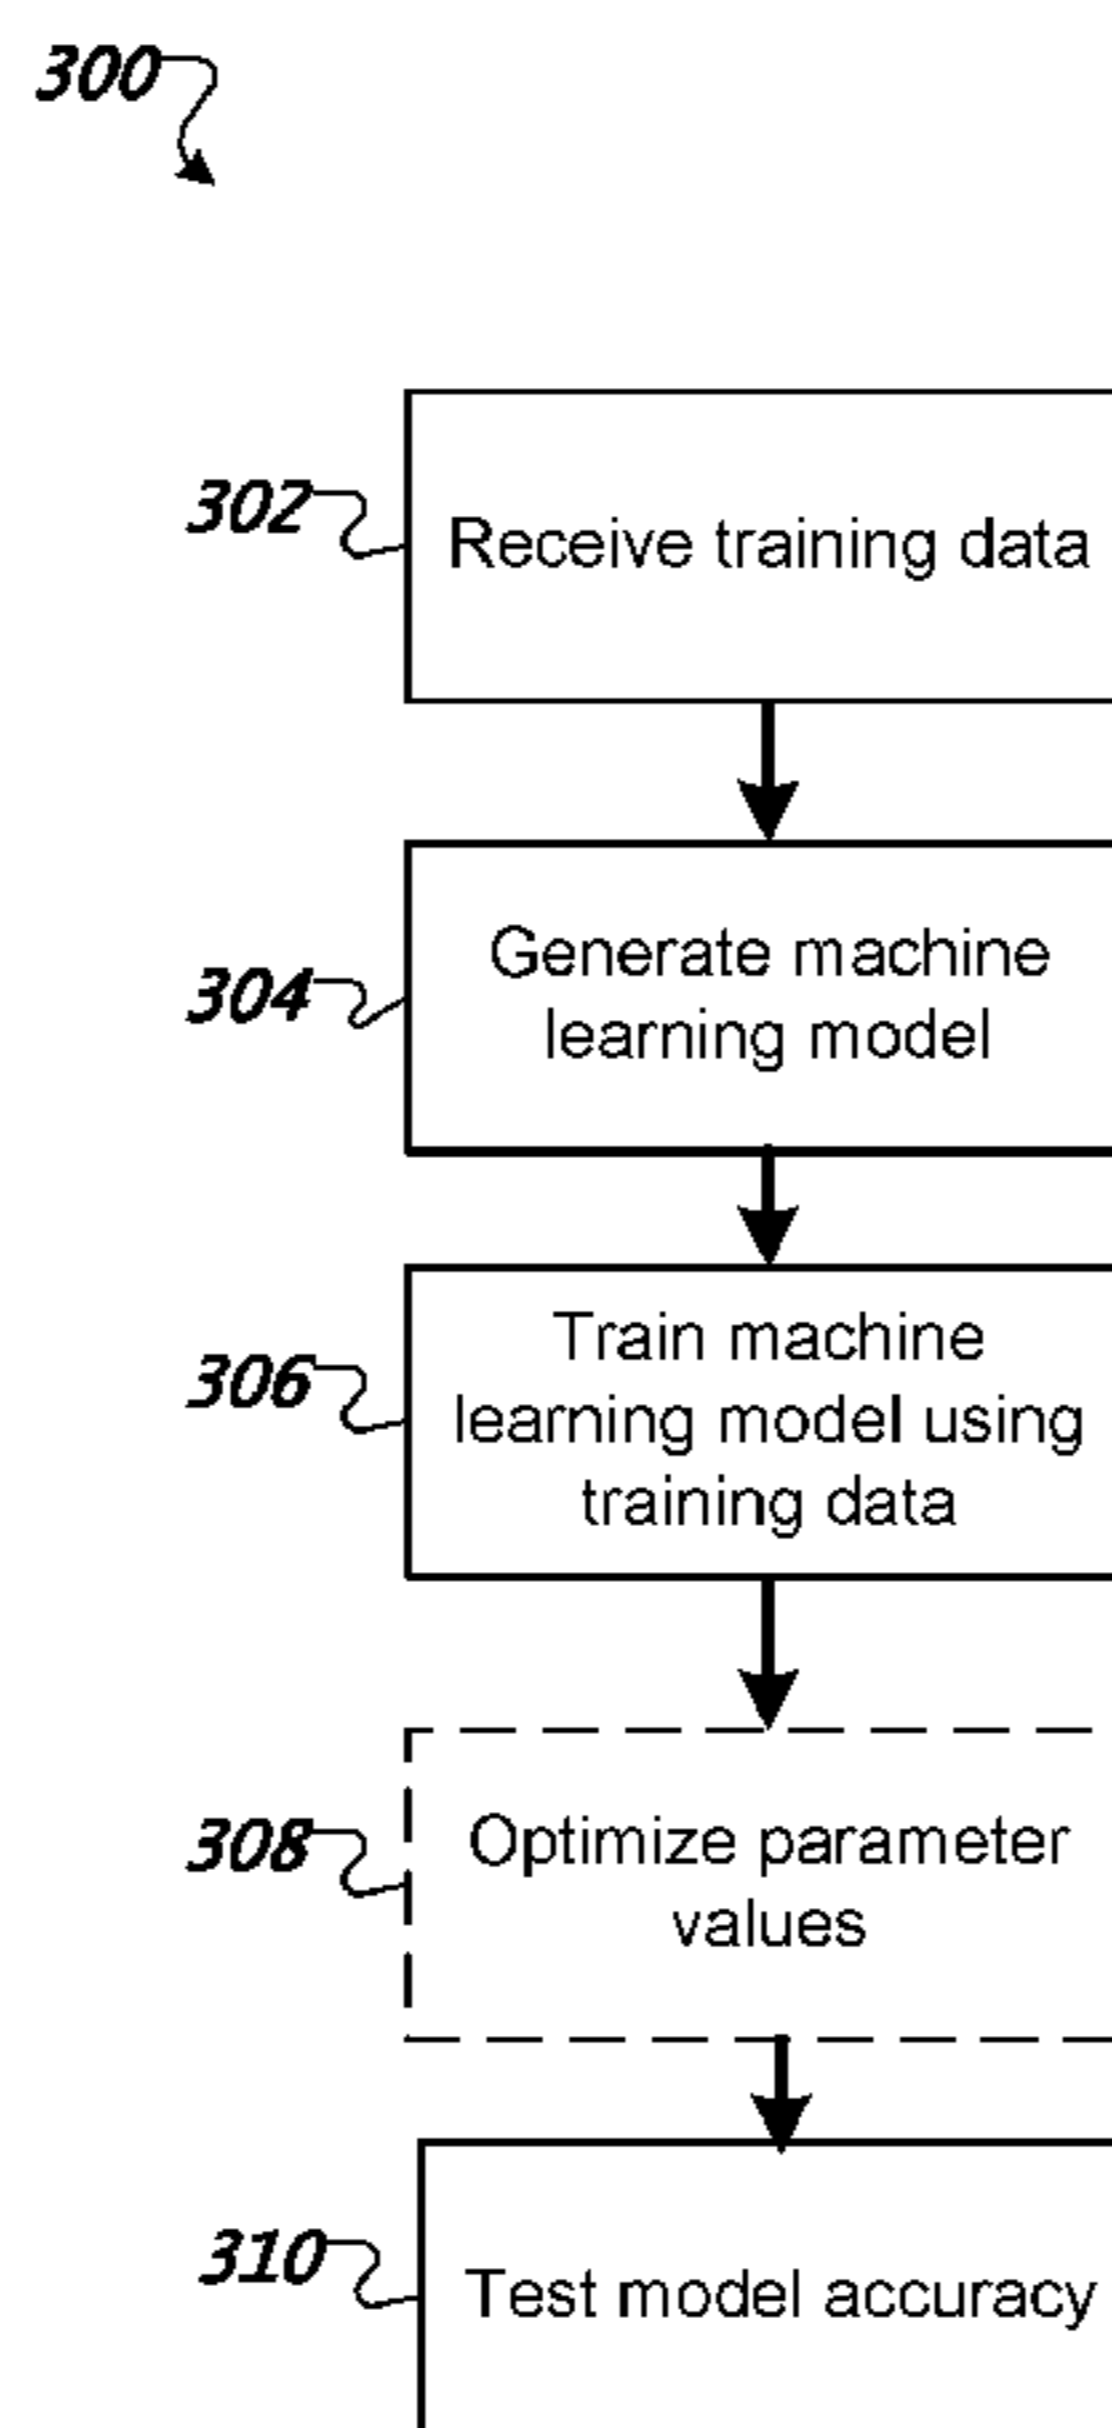 300
302
Receive training data
304
Generate machine
learning model
306
Train machine
learning model using
training data
308
Optimize parameter
values
310
Test model accuracy